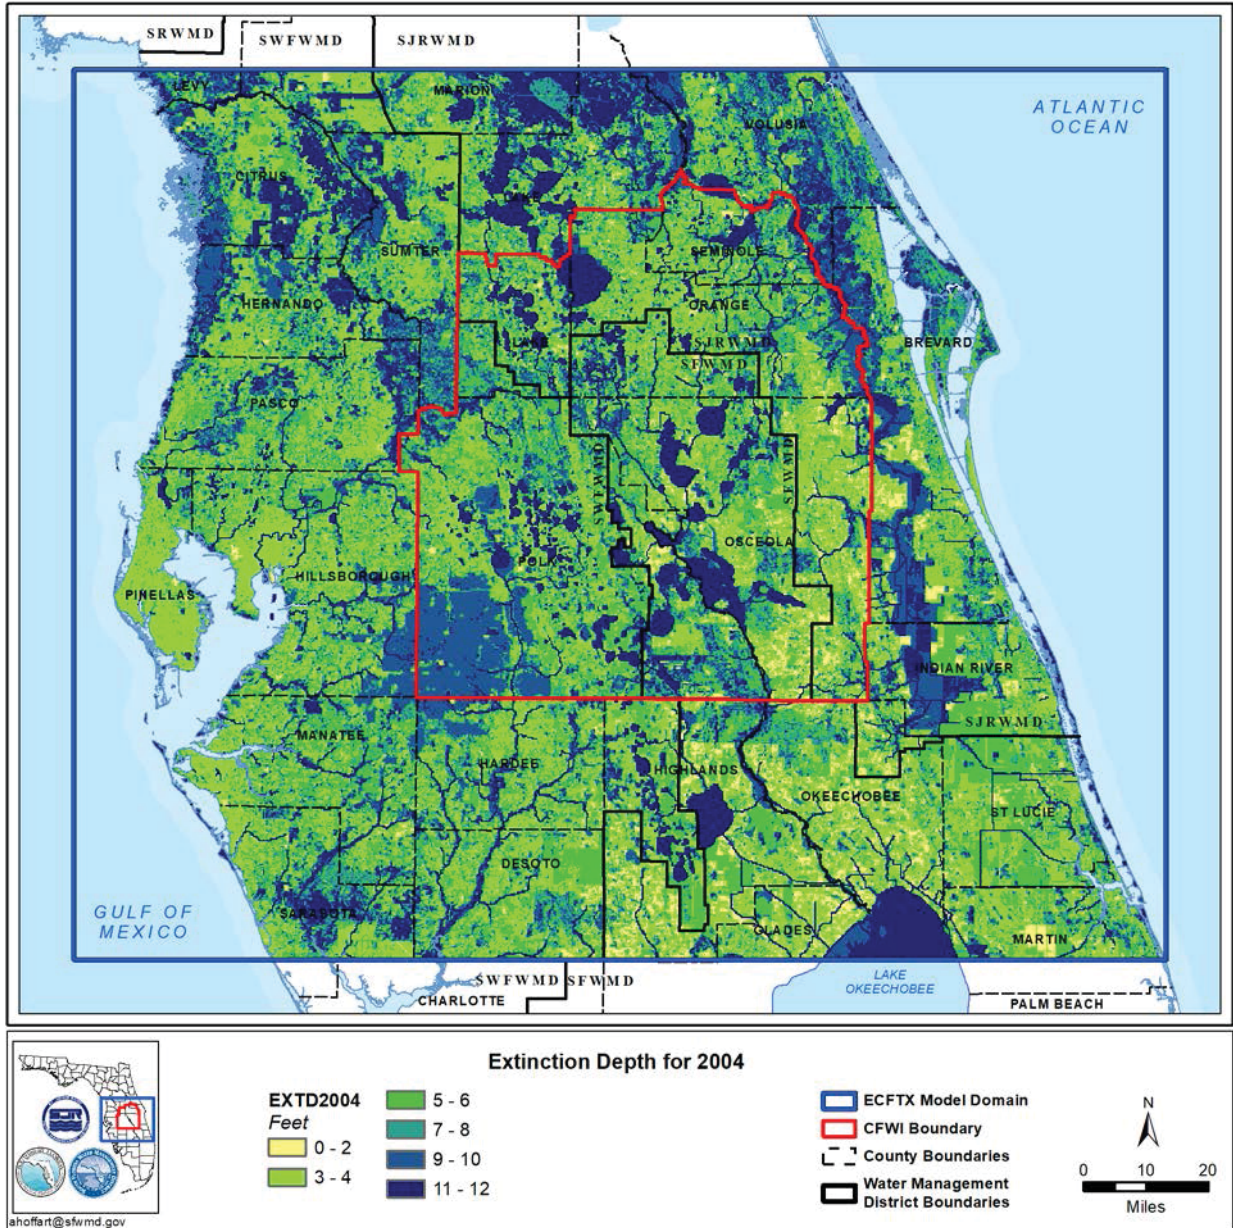 SRWMD
SWFWMD
SJRWMD
LEVY
MARION
VOLUSIA
ATLANTIC
OCEAN
CITRUS
LAKE
SUMTER
SEMINOLE
HERNANDO
ORANGE
LAKE
SJRWMD
SFWMD
BREVARD
PASCO
SWFWMD
SFWMD
OSCEOLA
POLK
HILLSBOROUGH
PINELLAS
INDIAN RIVER
SJRWMD
MANATEE
HARDEE
HIGHLANDS
OKEECHOBEE
ST LUCIE
DESOTO
SARASOTA
GULF OF
MEXICO
GLADES
MARTIN
SWFWMD
SFWMD
CHARLOTTE
LAKE
OKEECHOBEE
PALM BEACH
Extinction Depth for 2004
EXTD2004
Feet
0 - 2
3 - 4
5 - 6
7 - 8
9 - 10
11 - 12
ECFTX Model Domain
CFWI Boundary
County Boundaries
Water Management
District Boundaries
N
0 10 20
Miles
SJR
ahoffart@sfwmd.gov